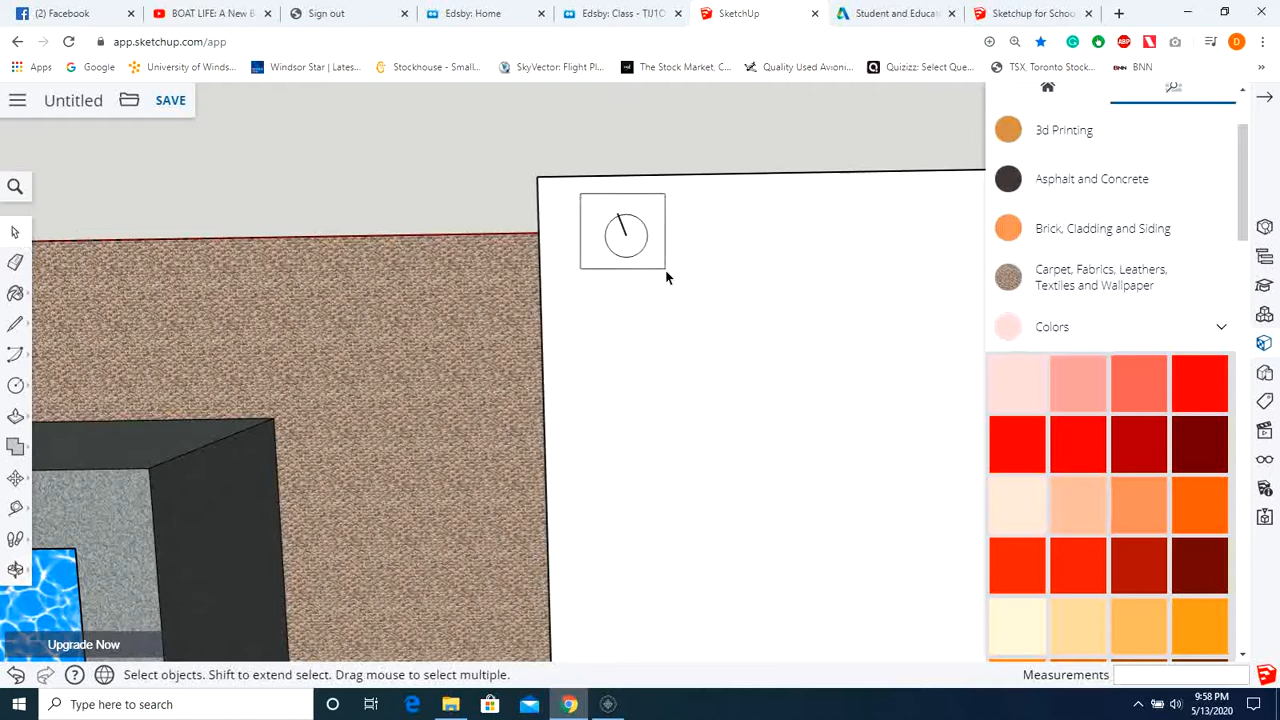 Facebook
BOAT LIFE: A New B
Sign out
Edsby: Home
Edsby: Class - TJ1O
SketchUp
Student and Educat
Sketchup for Schoo
app.sketchup.com/app
ABP
D
Apps
Google
University of Winds...
Windsor Star | Lates...
Stockhouse - Small...
SkyVector: Flight Pl...
The Stock Market, C...
Quality Used Avioni...
Quizizz: Select Que...
TSX, Toronto Stock...
BNN
Untitled
SAVE
3d Printing
Asphalt and Concrete
Brick, Cladding and Siding
Carpet, Fabrics, Leathers,
Textiles and Wallpaper
Colors
Upgrade Now
Select objects. Shift to extend select. Drag mouse to select multiple.
Measurements
Type here to search
9:58 PM
5/13/2020